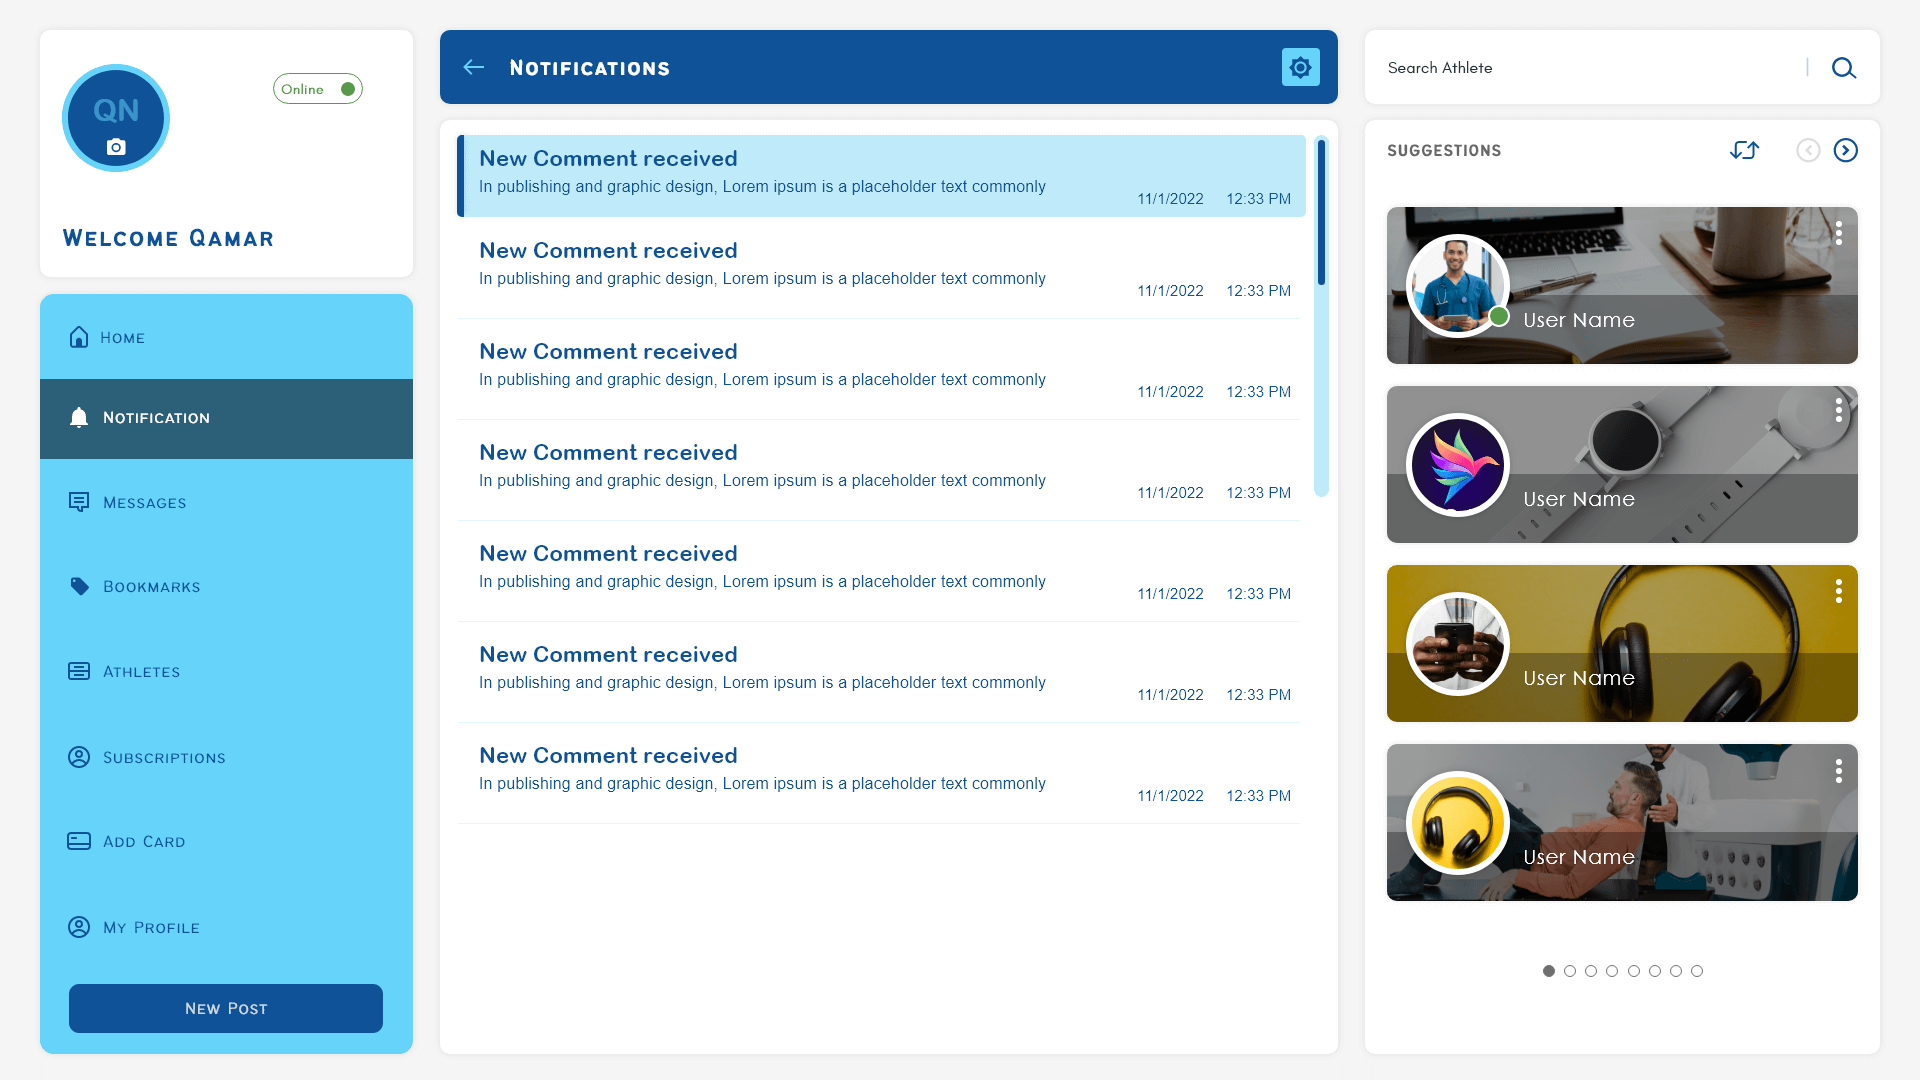 QN
Online
Welcome Qamar
Home
Notification
Messages
Bookmarks
Athletes
Subscriptions
Add Card
My Profile
New Post
Notifications
New Comment received
In publishing and graphic design, Lorem ipsum is a placeholder text commonly
11/1/2022 12:33 PM
New Comment received
In publishing and graphic design, Lorem ipsum is a placeholder text commonly
11/1/2022 12:33 PM
New Comment received
In publishing and graphic design, Lorem ipsum is a placeholder text commonly
11/1/2022 12:33 PM
New Comment received
In publishing and graphic design, Lorem ipsum is a placeholder text commonly
11/1/2022 12:33 PM
New Comment received
In publishing and graphic design, Lorem ipsum is a placeholder text commonly
11/1/2022 12:33 PM
New Comment received
In publishing and graphic design, Lorem ipsum is a placeholder text commonly
11/1/2022 12:33 PM
New Comment received
In publishing and graphic design, Lorem ipsum is a placeholder text commonly
11/1/2022 12:33 PM
Search Athlete
SUGGESTIONS
User Name
User Name
User Name
User Name